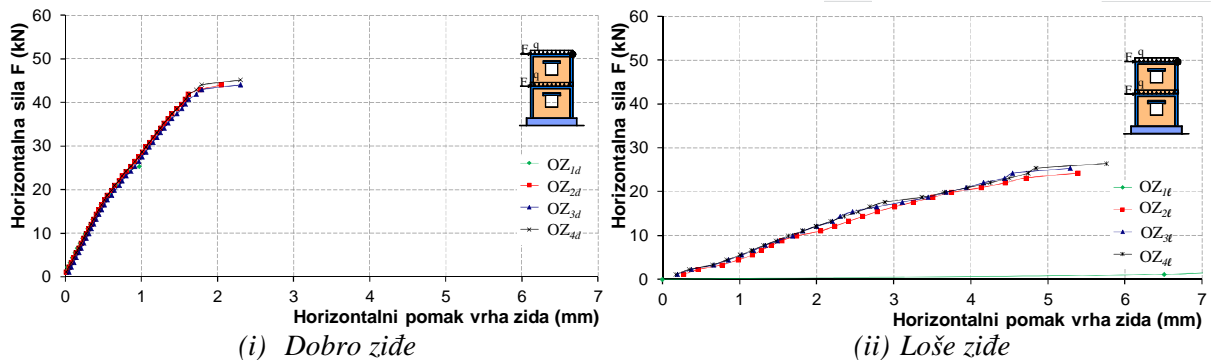 Horizontalna sila F (kN)
60
50
40
30
20
10
0
0 1 2 3 4 5 6 7
Horizontalni pomak vrha zida (mm)
F q
F q
OZ1d
OZ2d
OZ3d
OZ4d
(i) Dobro ziđe
Horizontalna sila F (kN)
60
50
40
30
20
10
0
0 1 2 3 4 5 6 7
Horizontalni pomak vrha zida (mm)
F q
F q
OZ1ℓ
OZ2ℓ
OZ3ℓ
OZ4ℓ
(ii) Loše ziđe